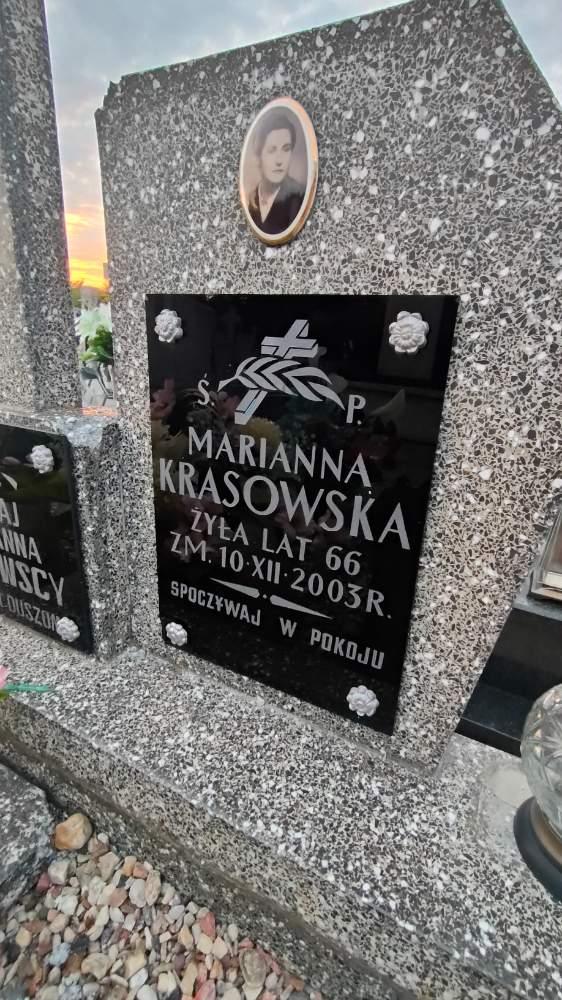 Ś. P.
MARIANNA
KRASOWSKA
ŻYŁA LAT 66
ZM. 10·XII·2003R.
SPOCZYWAJ W POKOJU